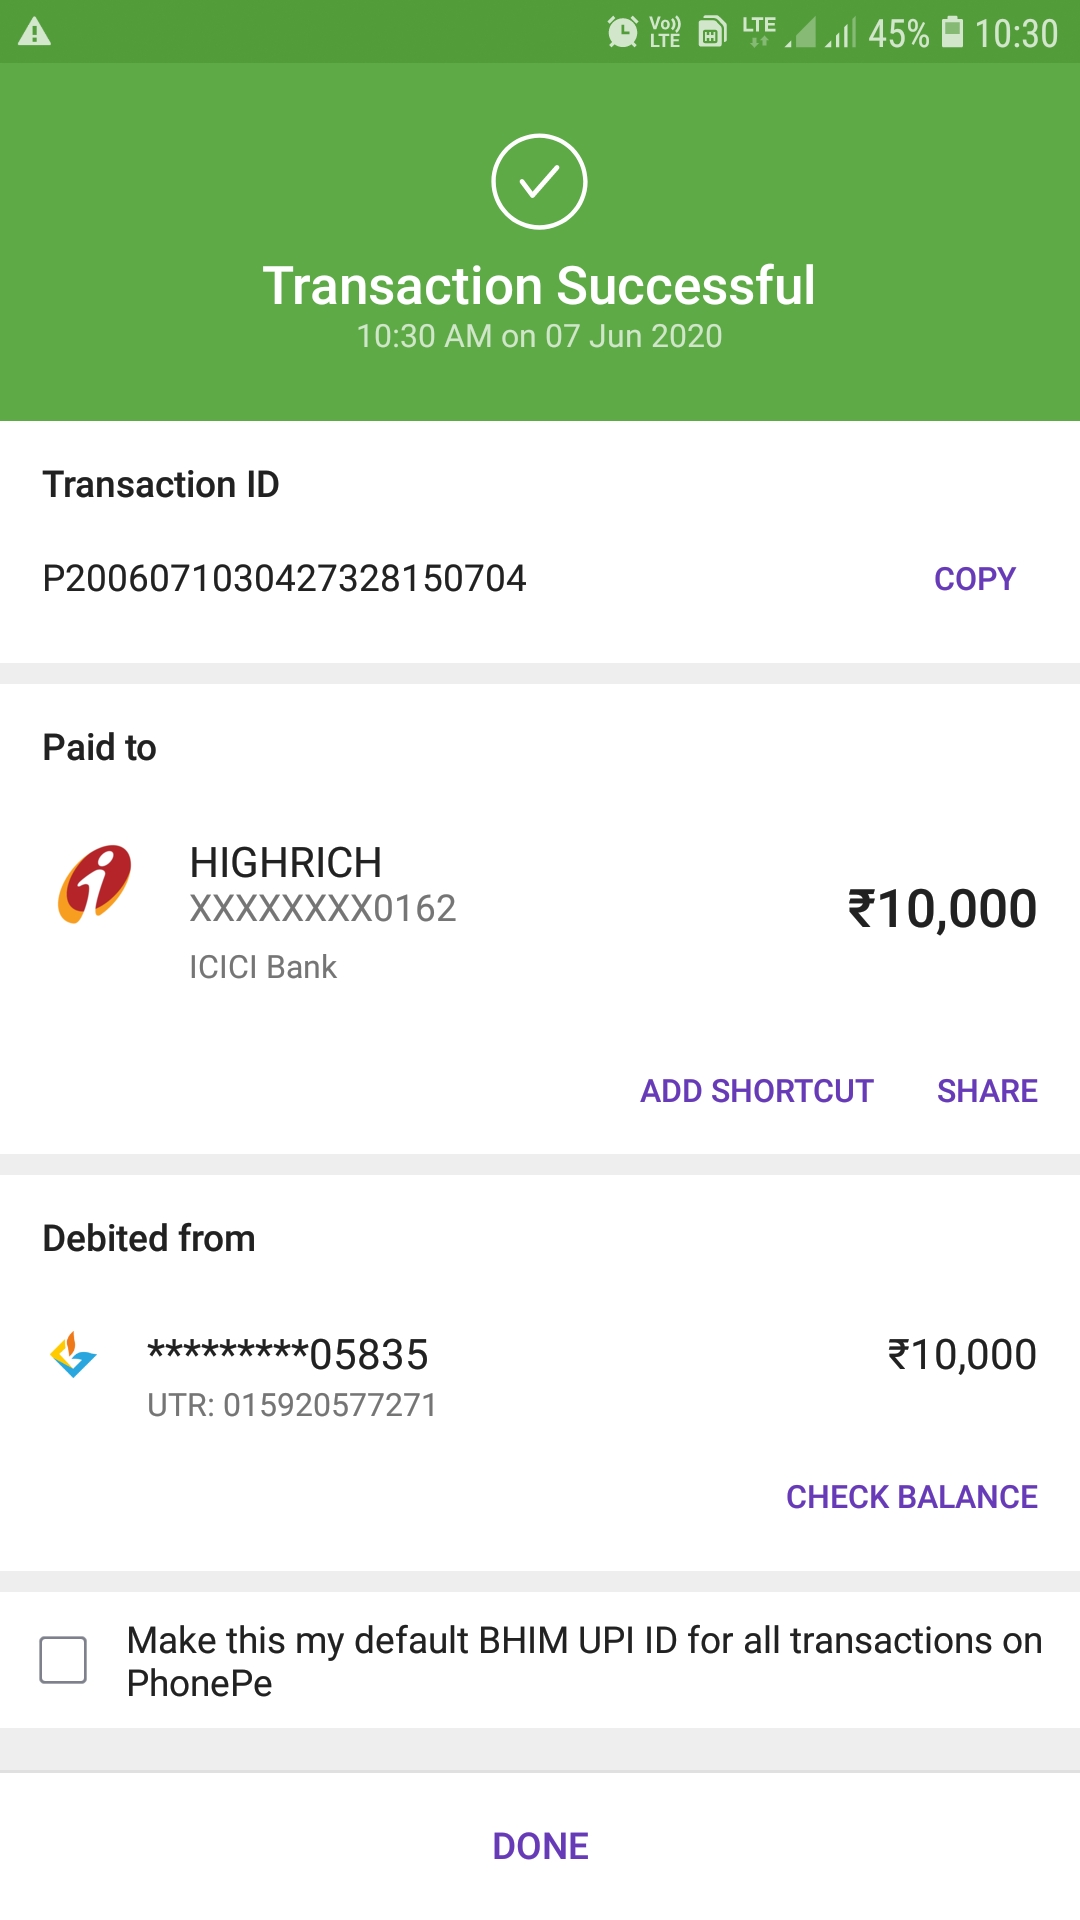 Vo)) LTE LTE 45% 10:30
Transaction Successful
10:30 AM on 07 Jun 2020
Transaction ID
P2006071030427328150704 COPY
Paid to
HIGHRICH
XXXXXXXX0162
₹10,000
ICICI Bank
ADD SHORTCUT SHARE
Debited from
*********05835 ₹10,000
UTR: 015920577271
CHECK BALANCE
Make this my default BHIM UPI ID for all transactions on
PhonePe
DONE